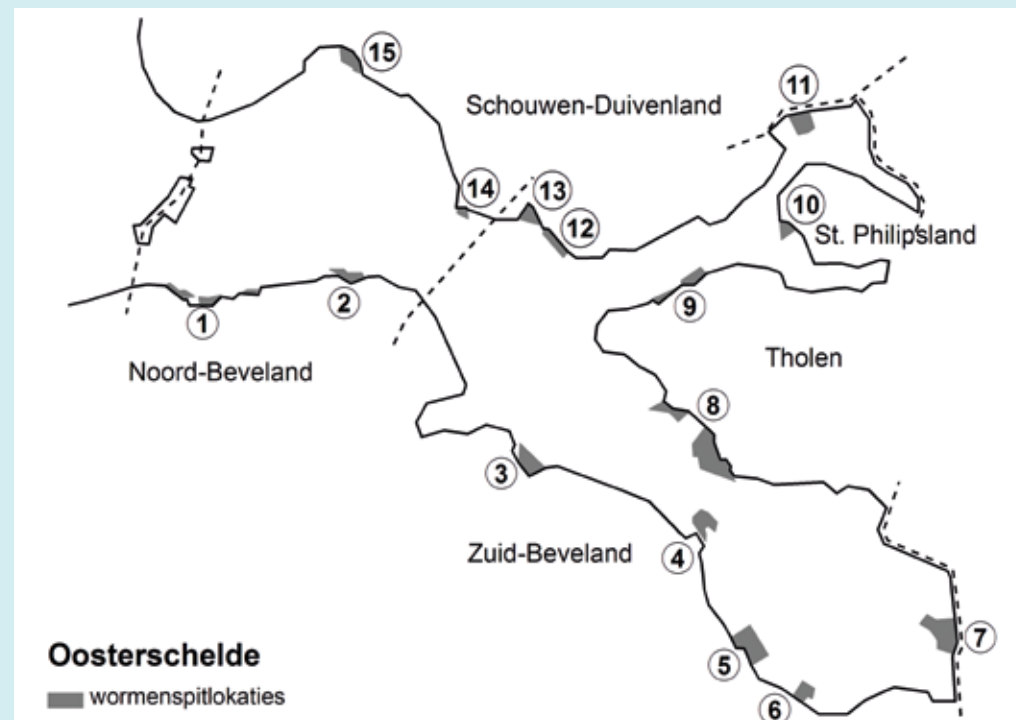 15
11
Schouwen-Duivenland
14
13
12
10
St. Philipsland
1
2
9
Noord-Beveland
Tholen
8
3
Zuid-Beveland
4
7
5
6
Oosterschelde
wormenspitlokaties